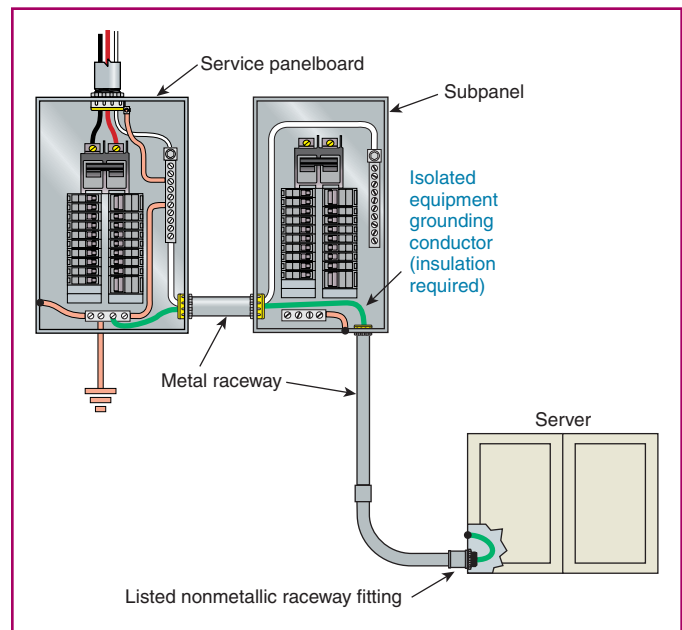 Service panelboard
Subpanel
Isolated
equipment
grounding
conductor
(insulation
required)
Metal raceway
Server
Listed nonmetallic raceway fitting